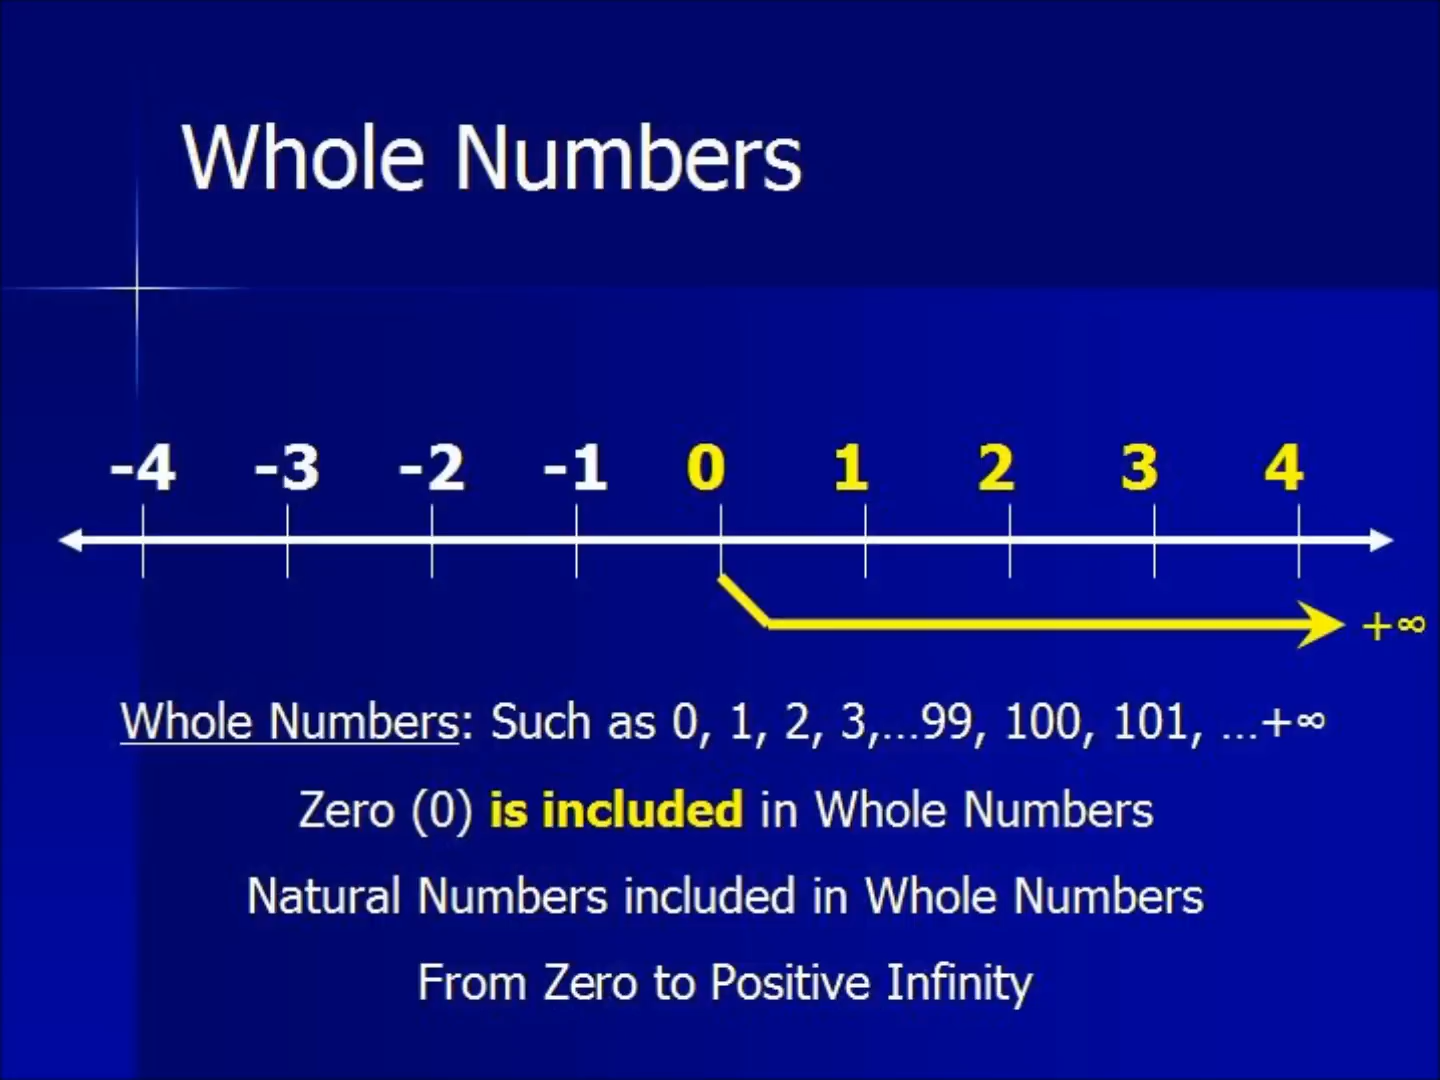 Whole Numbers
-4 -3 -2 -1 0 1 2 3 4
+∞
Whole Numbers: Such as 0, 1, 2, 3,...99, 100, 101, ...+∞
Zero (0) is included in Whole Numbers
Natural Numbers included in Whole Numbers
From Zero to Positive Infinity